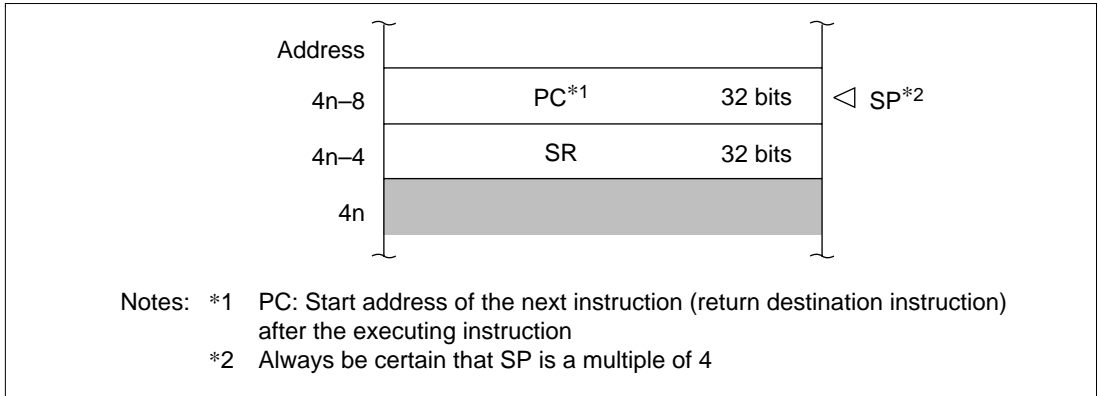 Address
4n–8 PC*1 32 bits SP*2
4n–4 SR 32 bits
4n
Notes: *1 PC: Start address of the next instruction (return destination instruction)
after the executing instruction
*2 Always be certain that SP is a multiple of 4